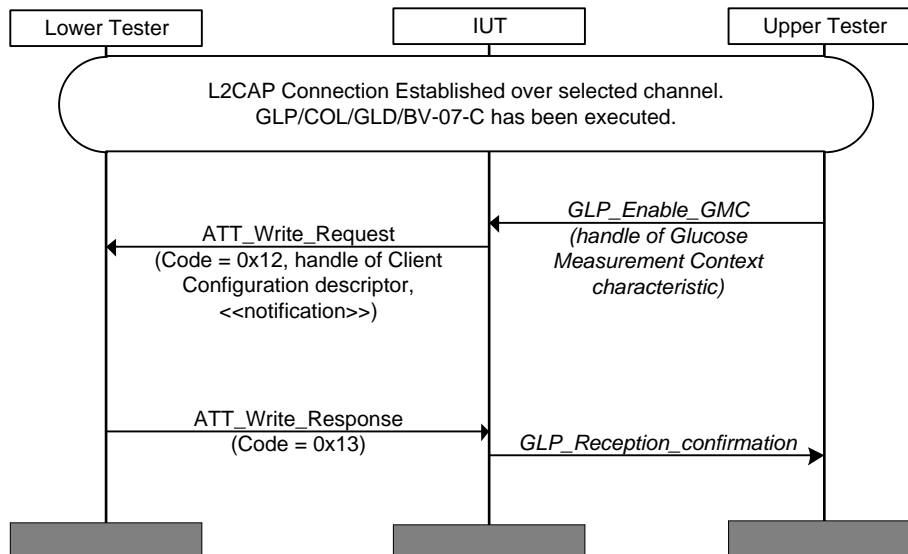 Lower Tester
IUT
Upper Tester
L2CAP Connection Established over selected channel.
GLP/COL/GLD/BV-07-C has been executed.
GLP_Enable_GMC
(handle of Glucose
Measurement Context
characteristic)
ATT_Write_Request
(Code = 0x12, handle of Client
Configuration descriptor,
<<notification>>)
ATT_Write_Response
(Code = 0x13)
GLP_Reception_confirmation